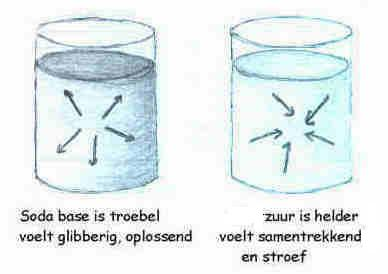 Soda base is troebel
voelt glibberig, oplossend
zuur is helder
voelt samentrekkend
en stroef